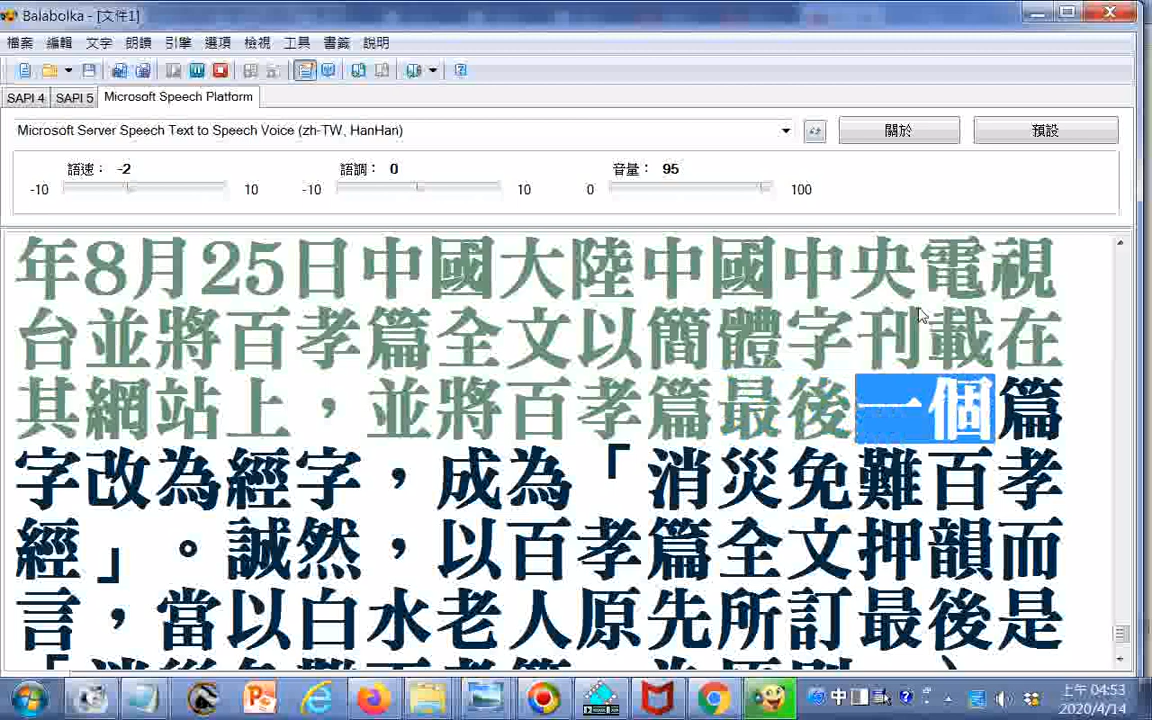 Balabolka - [文件1]
檔案 編輯 文字 朗讀 引擎 選項 檢視 工具 書籤 說明
SAPI 4 SAPI 5 Microsoft Speech Platform
Microsoft Server Speech Text to Speech Voice (zh-TW, HanHan) 關於 預設
語速： -2 語調： 0 音量： 95
-10 10 -10 10 0 100
年8月25日中國大陸中國中央電視
台並將百孝篇全文以簡體字刊載在
其網站上，並將百孝篇最後一個篇
字改為經字，成為「消災免難百孝
經」。誠然，以百孝篇全文押韻而
言，當以白水老人原先所訂最後是
中 上午 04:53
2020/4/14